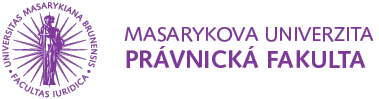 UNIVERSITAS MASARYKIANA BRUNENSIS
• FACULTAS IURIDICA •
MASARYKOVA UNIVERZITA
PRÁVNICKÁ FAKULTA